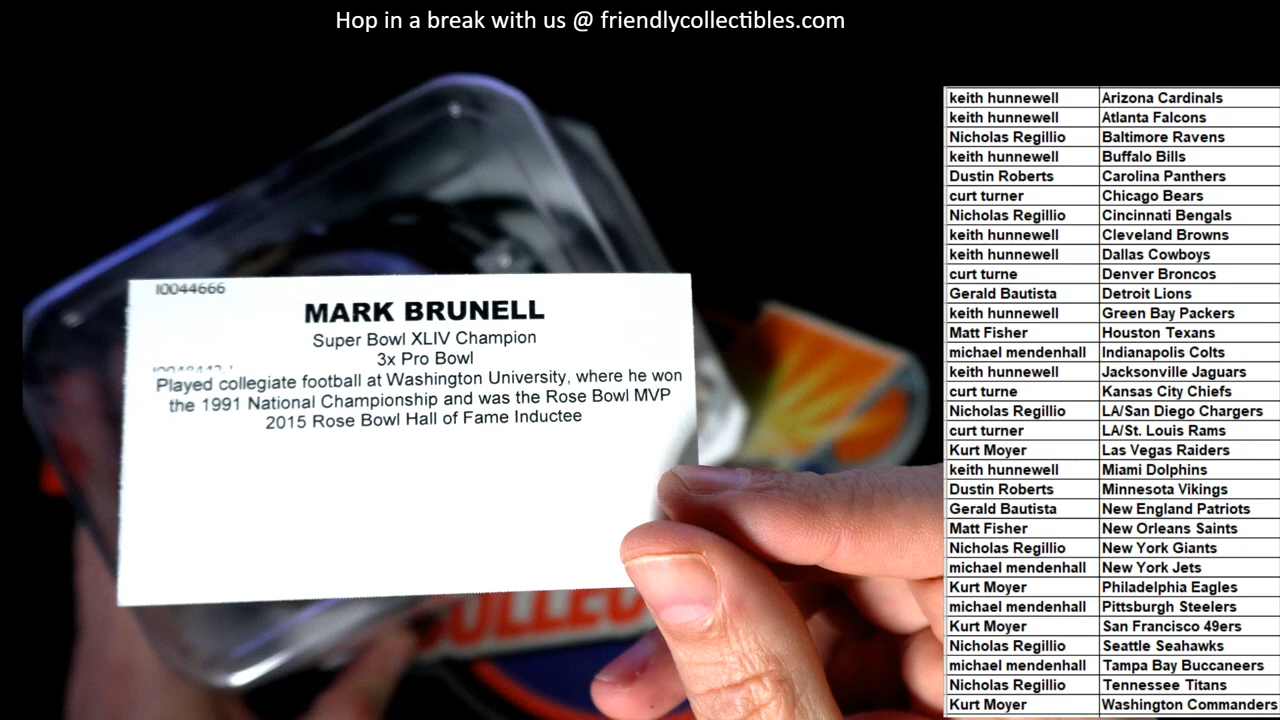 Hop in a break with us @ friendlycollectibles.com
I0044666
MARK BRUNELL
Super Bowl XLIV Champion
3x Pro Bowl
Played collegiate football at Washington University, where he won
the 1991 National Championship and was the Rose Bowl MVP
2015 Rose Bowl Hall of Fame Inductee
keith hunnewell Arizona Cardinals
keith hunnewell Atlanta Falcons
Nicholas Regillio Baltimore Ravens
keith hunnewell Buffalo Bills
Dustin Roberts Carolina Panthers
curt turner Chicago Bears
Nicholas Regillio Cincinnati Bengals
keith hunnewell Cleveland Browns
keith hunnewell Dallas Cowboys
curt turne Denver Broncos
Gerald Bautista Detroit Lions
keith hunnewell Green Bay Packers
Matt Fisher Houston Texans
michael mendenhall Indianapolis Colts
keith hunnewell Jacksonville Jaguars
curt turne Kansas City Chiefs
Nicholas Regillio LA/San Diego Chargers
curt turner LA/St. Louis Rams
Kurt Moyer Las Vegas Raiders
keith hunnewell Miami Dolphins
Dustin Roberts Minnesota Vikings
Gerald Bautista New England Patriots
Matt Fisher New Orleans Saints
Nicholas Regillio New York Giants
michael mendenhall New York Jets
Kurt Moyer Philadelphia Eagles
michael mendenhall Pittsburgh Steelers
Kurt Moyer San Francisco 49ers
Nicholas Regillio Seattle Seahawks
michael mendenhall Tampa Bay Buccaneers
Nicholas Regillio Tennessee Titans
Kurt Moyer Washington Commanders